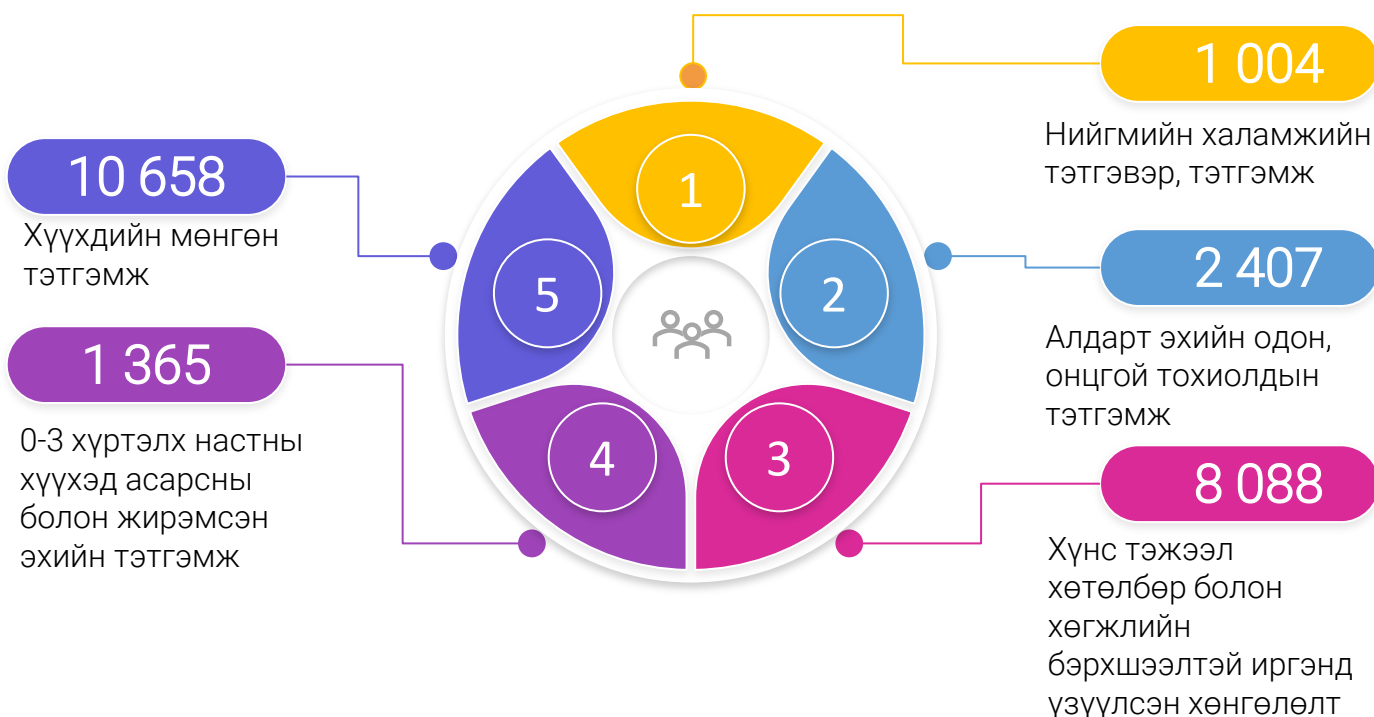 1 004
Нийгмийн халамжийн
тэтгэвэр, тэтгэмж
2 407
Алдарт эхийн одон,
онцгой тохиолдын
тэтгэмж
8 088
Хүнс тэжээл
хөтөлбөр болон
хөгжлийн
бэрхшээлтэй иргэнд
үзүүлсэн хөнгөлөлт
10 658
Хүүхдийн мөнгөн
тэтгэмж
1 365
0-3 хүртэлх настны
хүүхэд асарсны
болон жирэмсэн
эхийн тэтгэмж
1
2
3
4
5